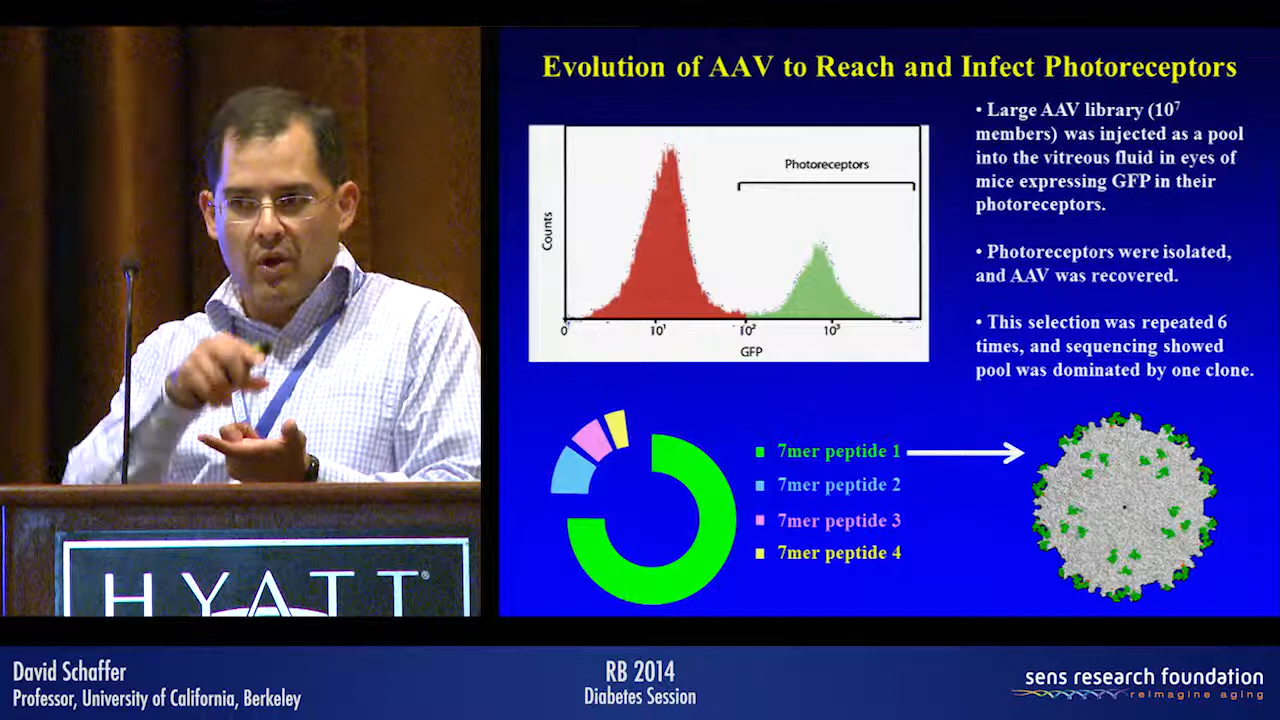 Evolution of AAV to Reach and Infect Photoreceptors
• Large AAV library (10⁷
members) was injected as a pool
into the vitreous fluid in eyes of
mice expressing GFP in their
photoreceptors.
• Photoreceptors were isolated,
and AAV was recovered.
• This selection was repeated 6
times, and sequencing showed
pool was dominated by one clone.
Photoreceptors
Counts
0 10¹ 10² 10³
GFP
7mer peptide 1
7mer peptide 2
7mer peptide 3
7mer peptide 4
HYATT®
David Schaffer
Professor, University of California, Berkeley
RB 2014
Diabetes Session
sens research foundation
reimagine aging